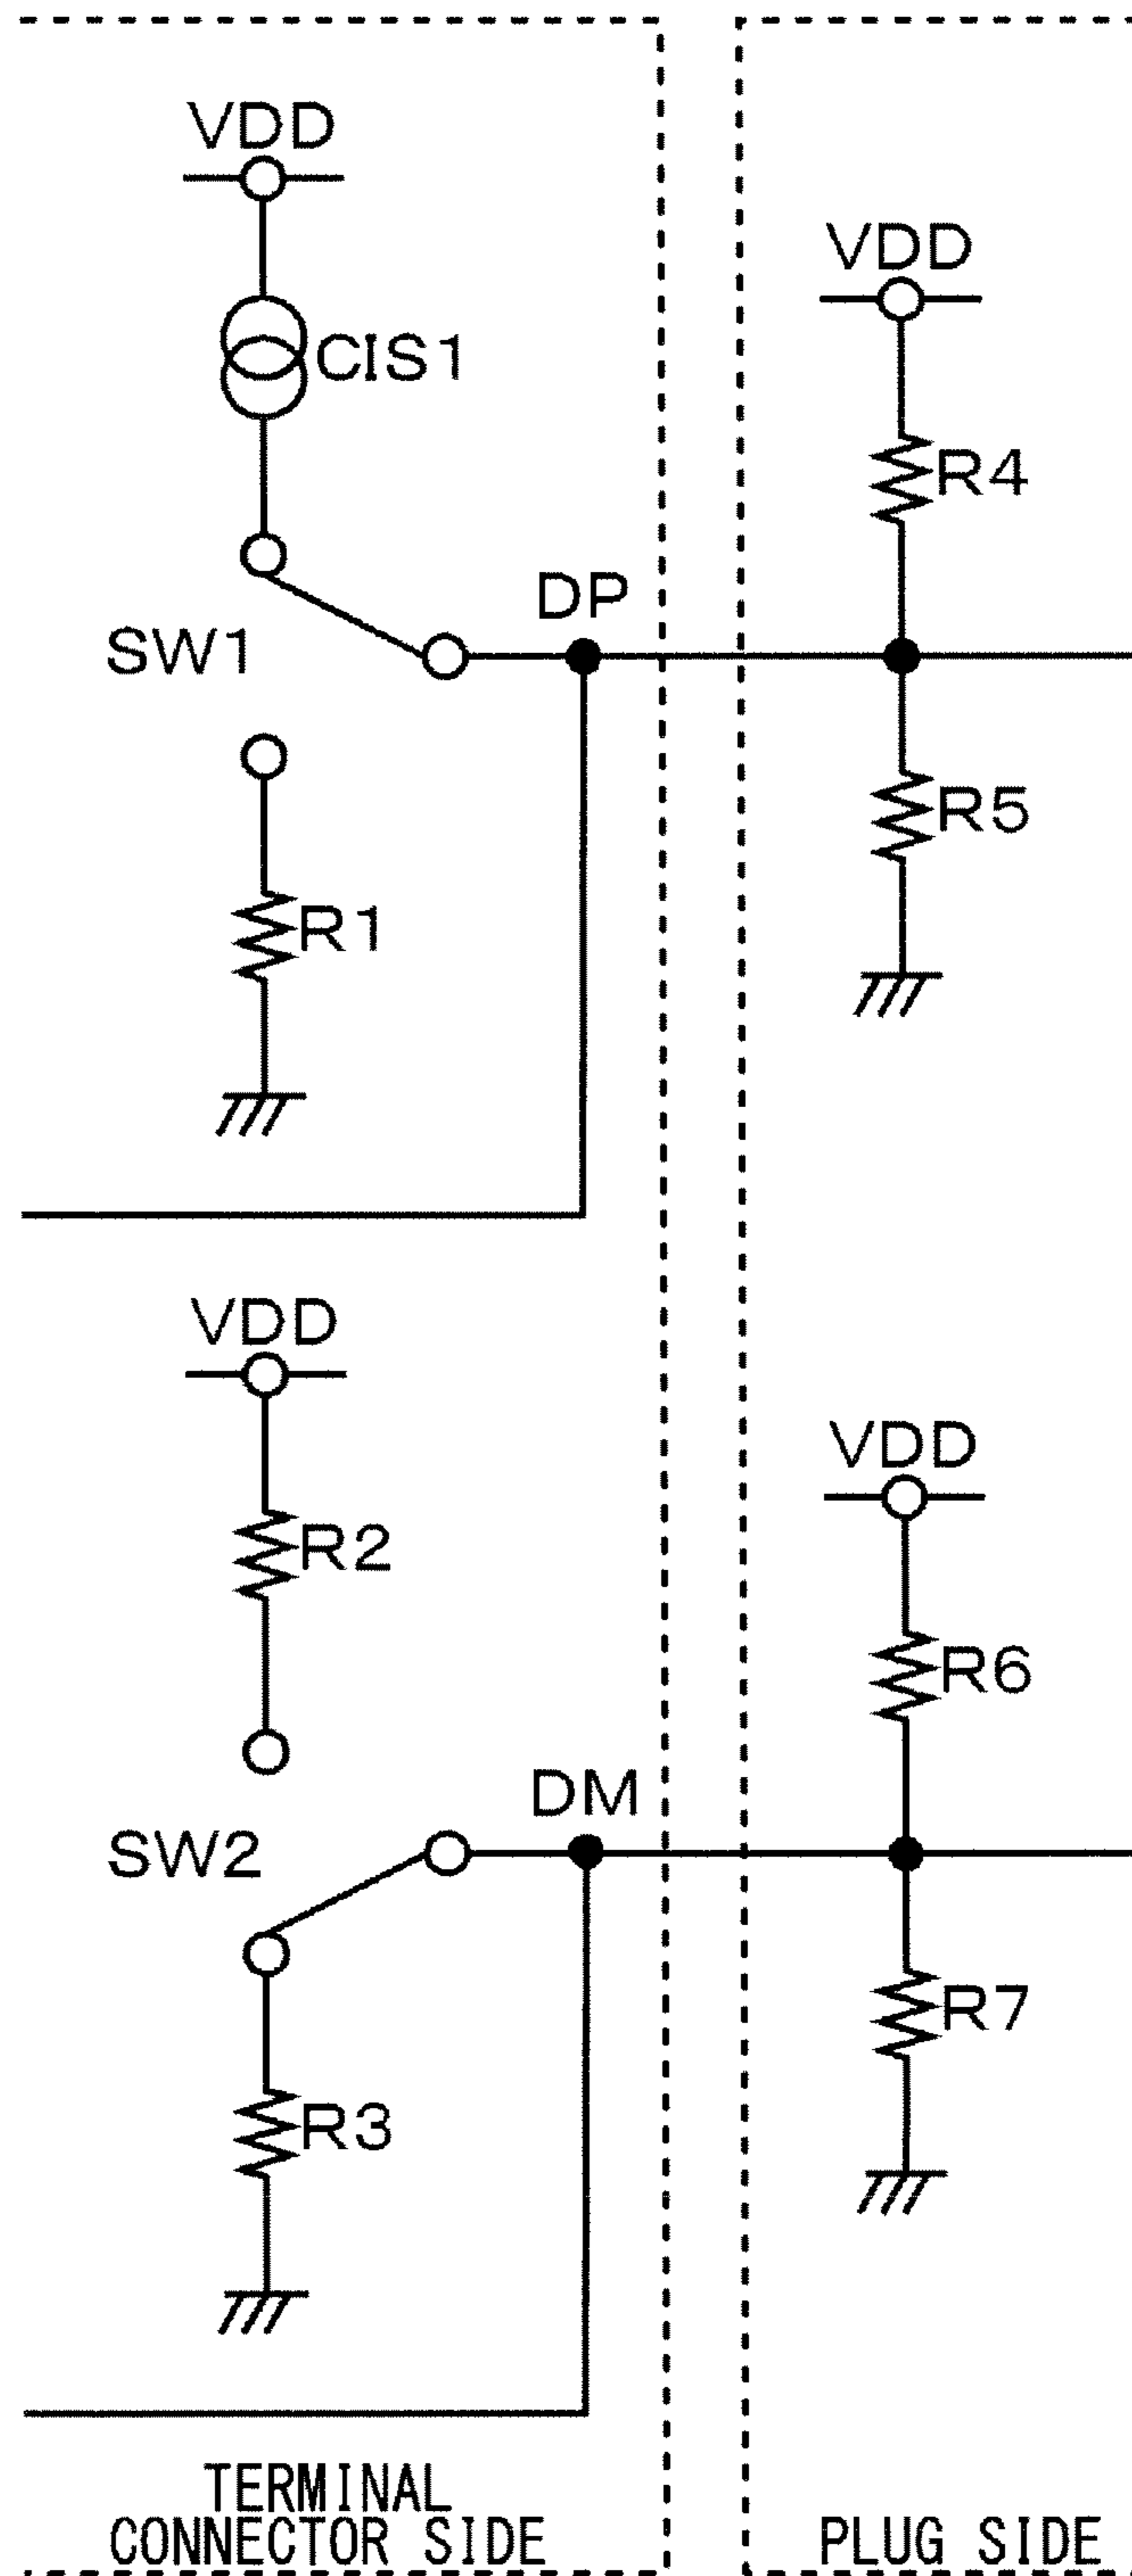 VDD
CIS1
SW1
DP
R1
VDD
R2
SW2
DM
R3
TERMINAL
CONNECTOR SIDE
VDD
R4
R5
VDD
R6
R7
PLUG SIDE